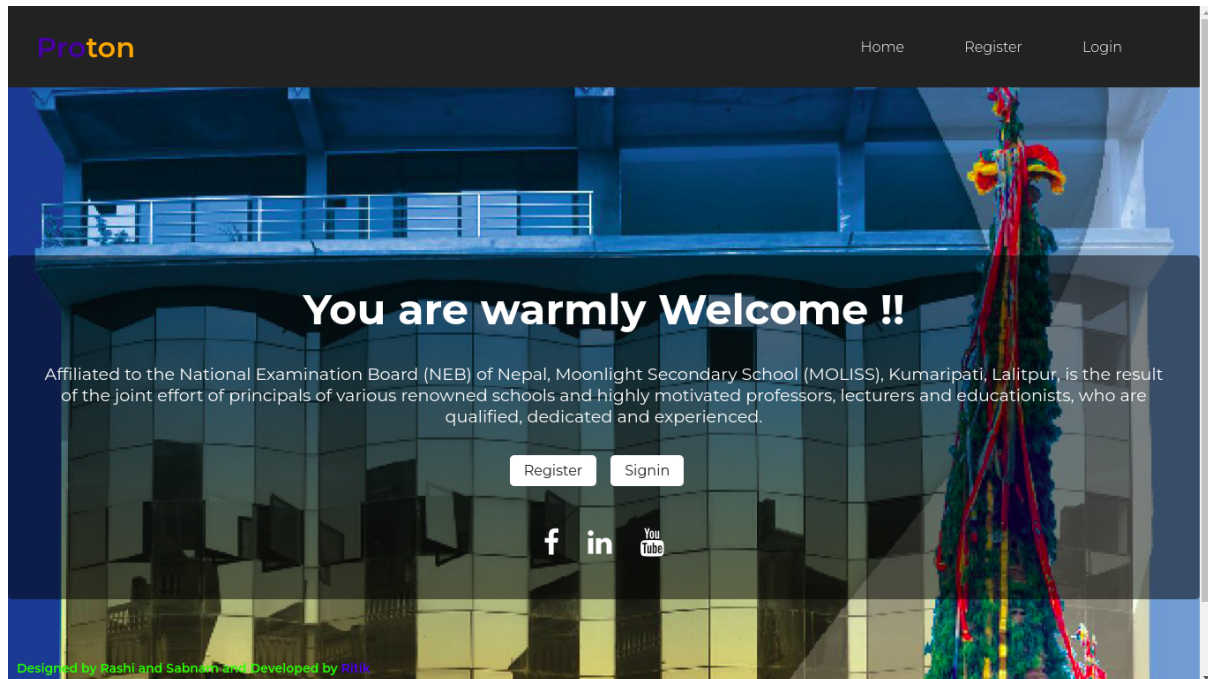 Proton
Home Register Login
You are warmly Welcome !!
Affiliated to the National Examination Board (NEB) of Nepal, Moonlight Secondary School (MOLISS), Kumaripati, Lalitpur, is the result
of the joint effort of principals of various renowned schools and highly motivated professors, lecturers and educationists, who are
qualified, dedicated and experienced.
Register Signin
f in You Tube
Designed by Rashi and Sabnam and Developed by Ritik